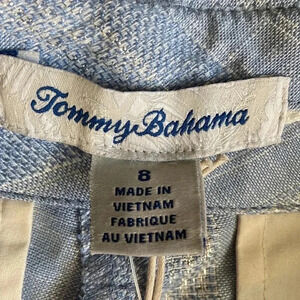 Tommy Bahama
8
MADE IN
VIETNAM
FABRIQUE
AU VIETNAM